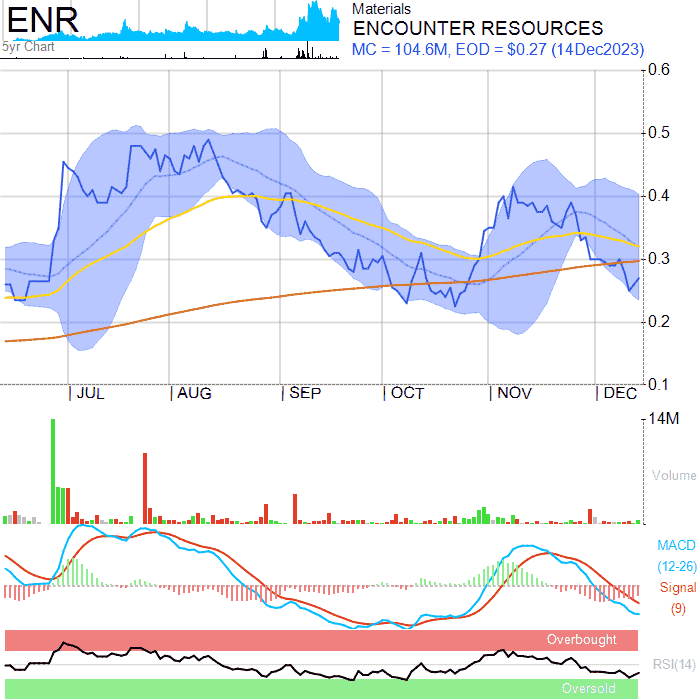 ENR
5yr Chart
Materials
ENCOUNTER RESOURCES
MC = 104.6M, EOD = $0.27 (14Dec2023)
0.6
0.5
0.4
0.3
0.2
0.1
JUL AUG SEP OCT NOV DEC
14M
Volume
MACD
(12-26)
Signal
(9)
Overbought
RSI(14)
Oversold